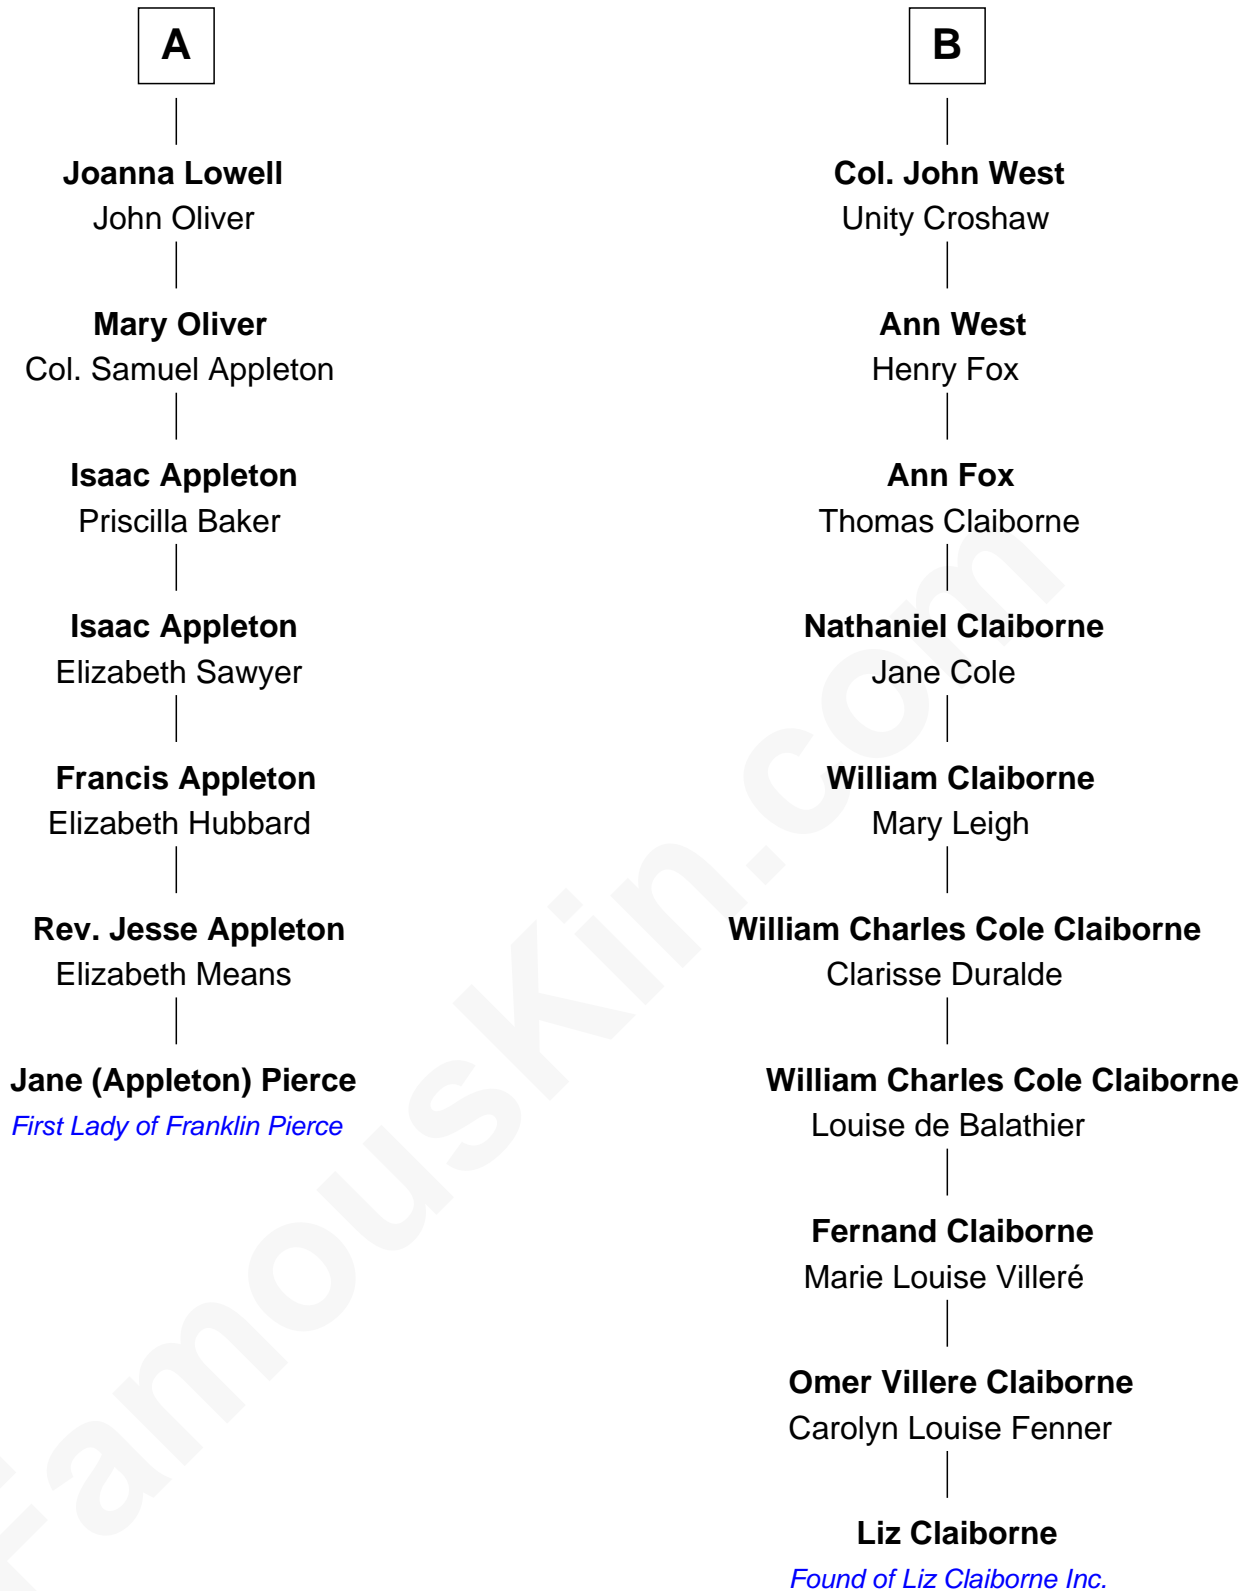 A
Joanna Lowell
John Oliver
Mary Oliver
Col. Samuel Appleton
Isaac Appleton
Priscilla Baker
Isaac Appleton
Elizabeth Sawyer
Francis Appleton
Elizabeth Hubbard
Rev. Jesse Appleton
Elizabeth Means
Jane (Appleton) Pierce
First Lady of Franklin Pierce
B
Col. John West
Unity Croshaw
Ann West
Henry Fox
Ann Fox
Thomas Claiborne
Nathaniel Claiborne
Jane Cole
William Claiborne
Mary Leigh
William Charles Cole Claiborne
Clarisse Duralde
William Charles Cole Claiborne
Louise de Balathier
Fernand Claiborne
Marie Louise Villeré
Omer Villere Claiborne
Carolyn Louise Fenner
Liz Claiborne
Found of Liz Claiborne Inc.
FamousKin.com